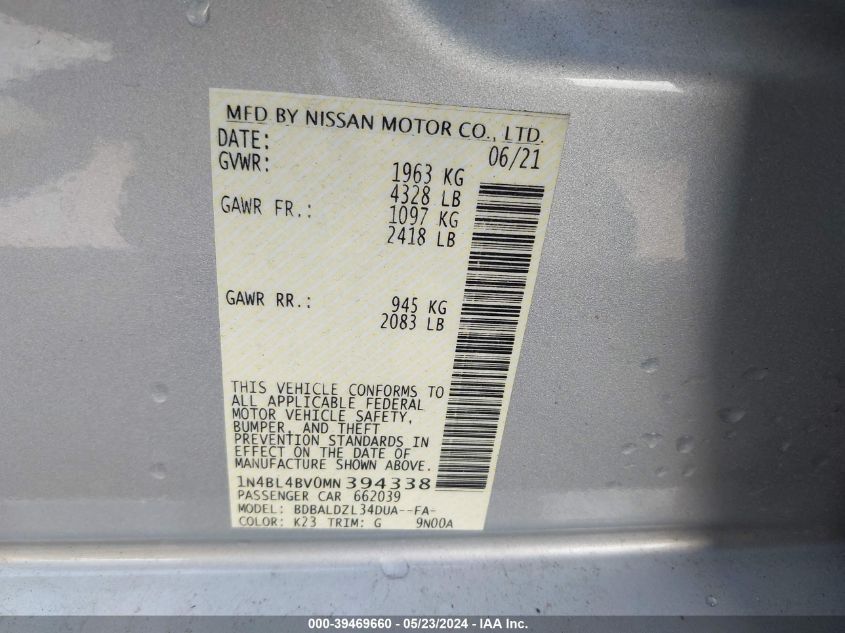 MFD BY NISSAN MOTOR CO., LTD.
DATE: 06/21
GVWR: 1963 KG
4328 LB
GAWR FR.: 1097 KG
2418 LB
GAWR RR.: 945 KG
2083 LB
THIS VEHICLE CONFORMS TO
ALL APPLICABLE FEDERAL
MOTOR VEHICLE SAFETY,
BUMPER, AND THEFT
PREVENTION STANDARDS IN
EFFECT ON THE DATE OF
MANUFACTURE SHOWN ABOVE.
1N4BL4BV0MN394338
PASSENGER CAR 662039
MODEL: BDBALDZL34DUA--FA-
COLOR: K23 TRIM: G 9N00A
000-39469660 - 05/23/2024 - IAA Inc.